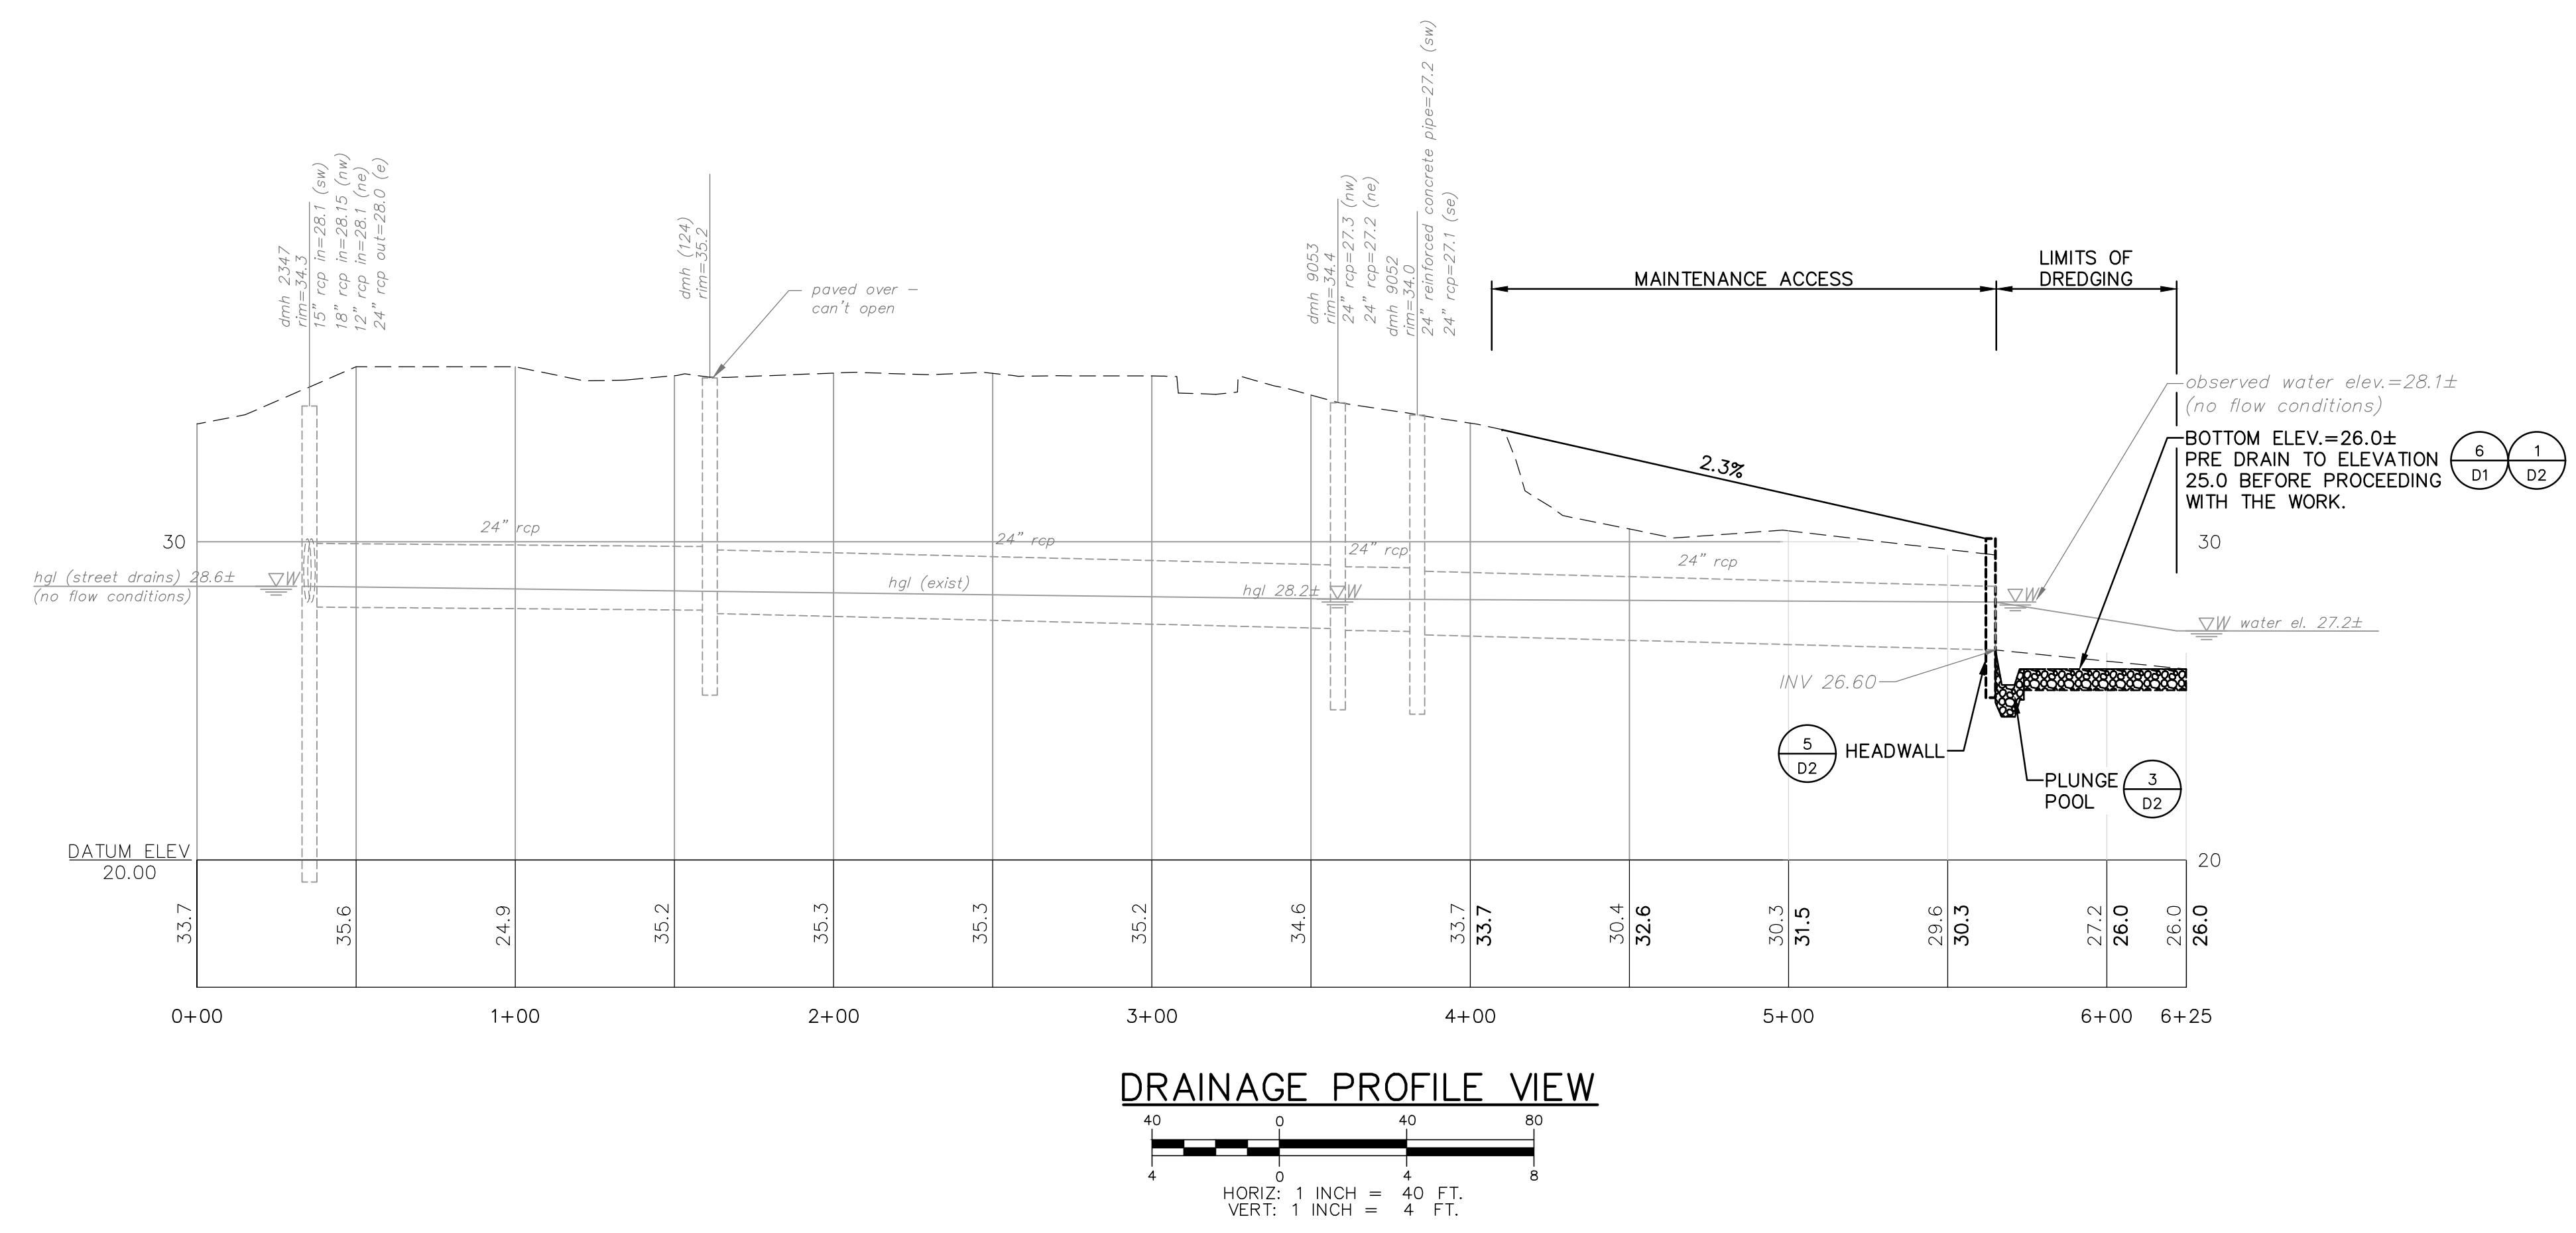 dmh 2347
rim=34.3
15" rcp in=28.1 (sw)
18" rcp in=28.15 (nw)
12" rcp in=28.1 (ne)
24" rcp out=28.0 (e)
dmh (124)
rim=35.2
paved over -
can't open
dmh 9053
rim=34.4
24" rcp=27.3 (nw)
24" rcp=27.2 (ne)
dmh 9052
rim=34.0
24" reinforced concrete pipe=27.2 (sw)
24" rcp=27.1 (se)
MAINTENANCE ACCESS
LIMITS OF
DREDGING
observed water elev.=28.1±
(no flow conditions)
BOTTOM ELEV.=26.0±
PRE DRAIN TO ELEVATION
25.0 BEFORE PROCEEDING
WITH THE WORK.
6
D1
1
D2
2.3%
30
24" rcp
24" rcp
24" rcp
24" rcp
30
hgl (street drains) 28.6±
(no flow conditions)
W
hgl (exist)
hgl 28.2±
W
W
W water el. 27.2±
INV 26.60
5
D2
HEADWALL
PLUNGE
POOL
3
D2
DATUM ELEV
20.00
20
33.7
35.6
24.9
35.2
35.3
35.3
35.2
34.6
33.7
33.7
30.4
32.6
30.3
31.5
29.6
30.3
27.2
26.0
26.0
26.0
0+00
1+00
2+00
3+00
4+00
5+00
6+00
6+25
DRAINAGE PROFILE VIEW
40 0 40 80
4 0 4 8
HORIZ: 1 INCH = 40 FT.
VERT: 1 INCH = 4 FT.